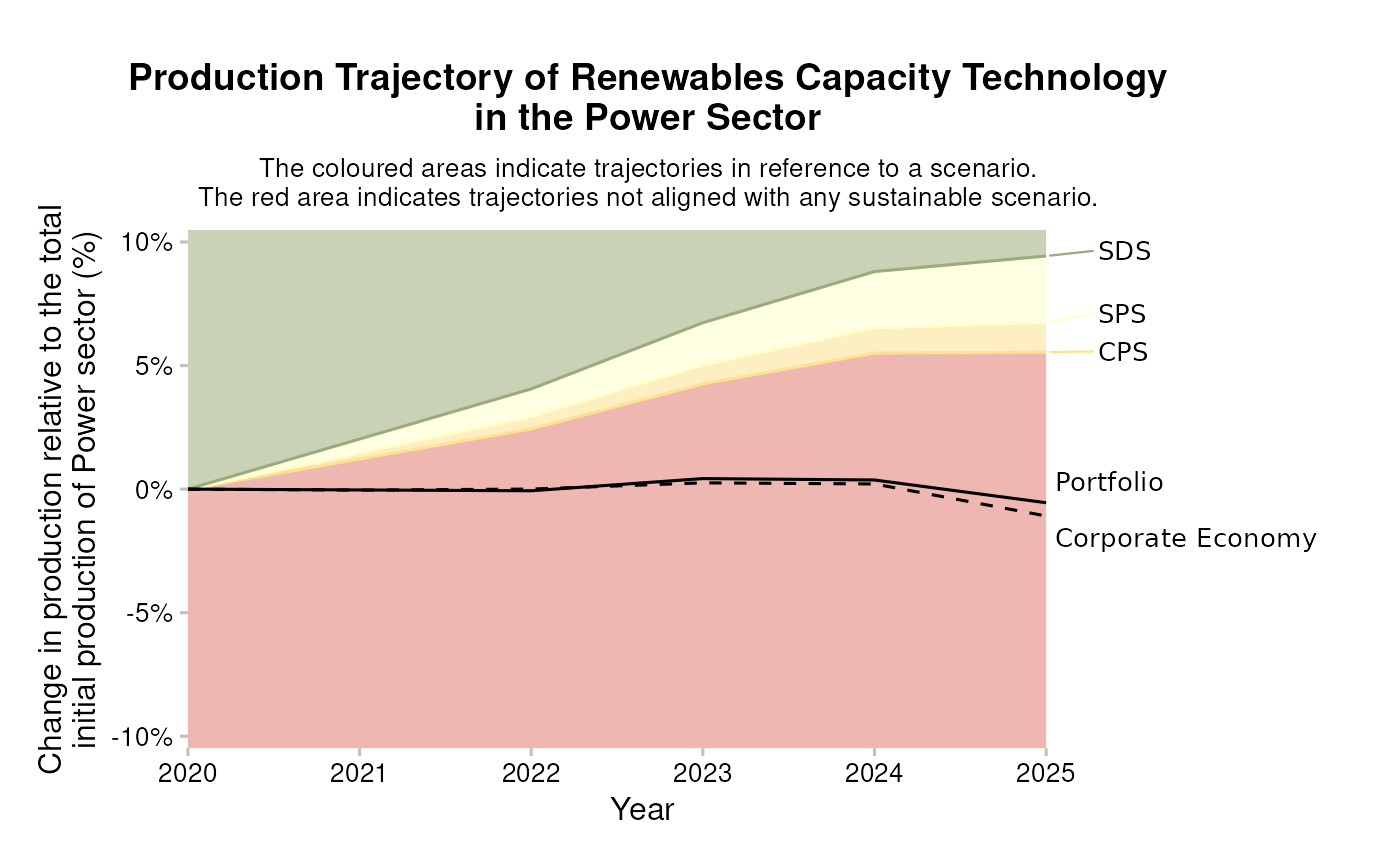 Production Trajectory of Renewables Capacity Technology
in the Power Sector
The coloured areas indicate trajectories in reference to a scenario.
The red area indicates trajectories not aligned with any sustainable scenario.
Change in production relative to the total
initial production of Power sector (%)
10%
5%
0%
-5%
-10%
SDS
SPS
CPS
Portfolio
Corporate Economy
2020 2021 2022 2023 2024 2025
Year